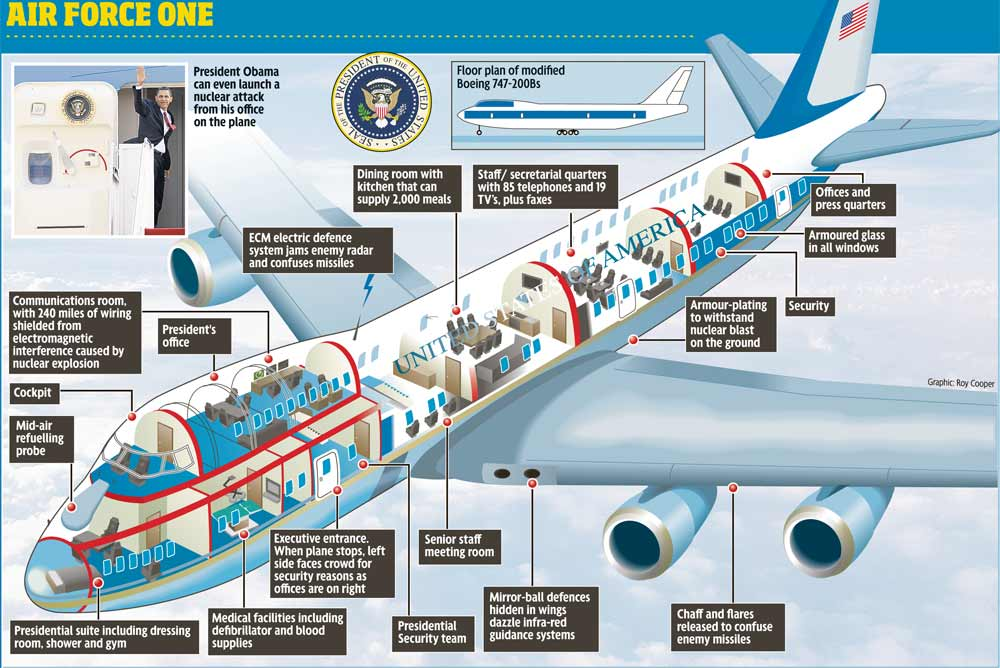 AIR FORCE ONE
President Obama
can even launch a
nuclear attack
from his office
on the plane
SEAL OF THE PRESIDENT OF THE UNITED STATES
Floor plan of modified
Boeing 747-200Bs
Dining room with
kitchen that can
supply 2,000 meals
Staff/ secretarial quarters
with 85 telephones and 19
TV's, plus faxes
Offices and
press quarters
ECM electric defence
system jams enemy radar
and confuses missiles
Armoured glass
in all windows
UNITED STATES OF AMERICA
Communications room,
with 240 miles of wiring
shielded from
electromagnetic
interference caused by
nuclear explosion
President's
office
Armour-plating
to withstand
nuclear blast
on the ground
Security
Graphic: Roy Cooper
Cockpit
Mid-air
refuelling
probe
Executive entrance.
When plane stops, left
side faces crowd for
security reasons as
offices are on right
Senior staff
meeting room
Presidential suite including dressing
room, shower and gym
Medical facilities including
defibrillator and blood
supplies
Presidential
Security team
Mirror-ball defences
hidden in wings
dazzle infra-red
guidance systems
Chaff and flares
released to confuse
enemy missiles